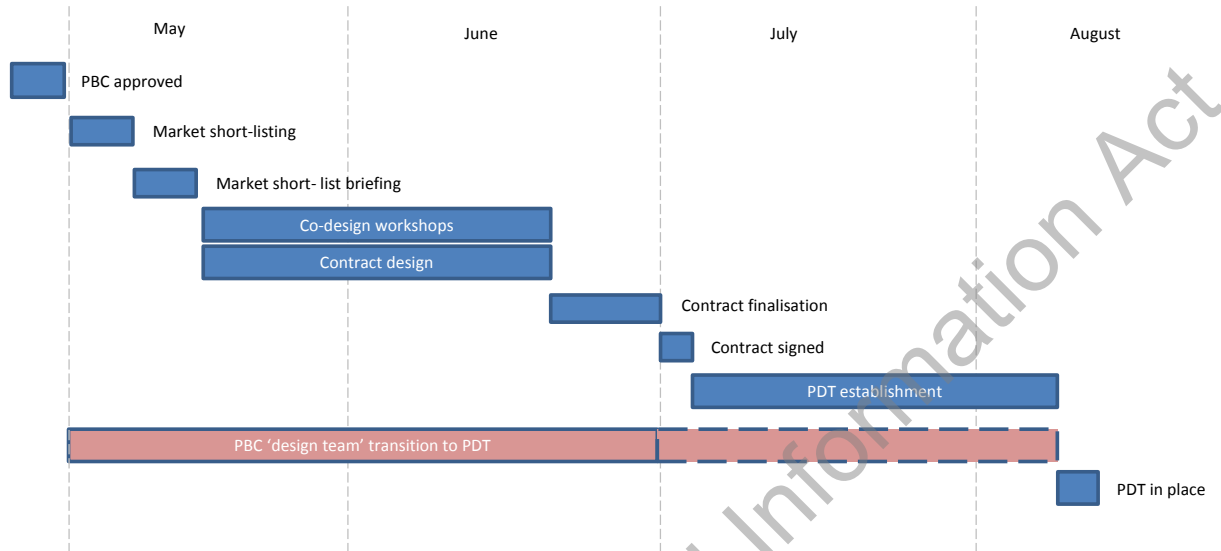 May
June
July
August
PBC approved
Market short-listing
Market short- list briefing
Co-design workshops
Contract design
Contract finalisation
Contract signed
PDT establishment
PBC ‘design team’ transition to PDT
PDT in place
Information Act